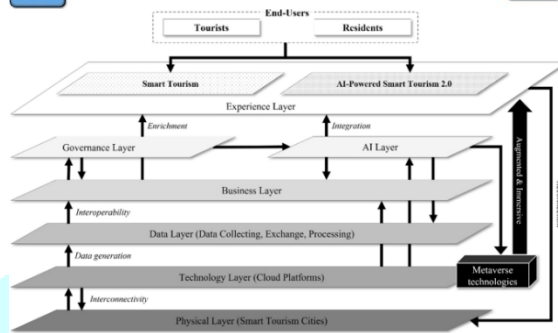 End-Users
Tourists
Residents
Smart Tourism
AI-Powered Smart Tourism 2.0
Experience Layer
Enrichment
Integration
Governance Layer
AI Layer
Augmented & Immersive
Business Layer
Interoperability
Data Layer (Data Collecting, Exchange, Processing)
Data generation
Technology Layer (Cloud Platforms)
Metaverse
technologies
Interconnectivity
Physical Layer (Smart Tourism Cities)